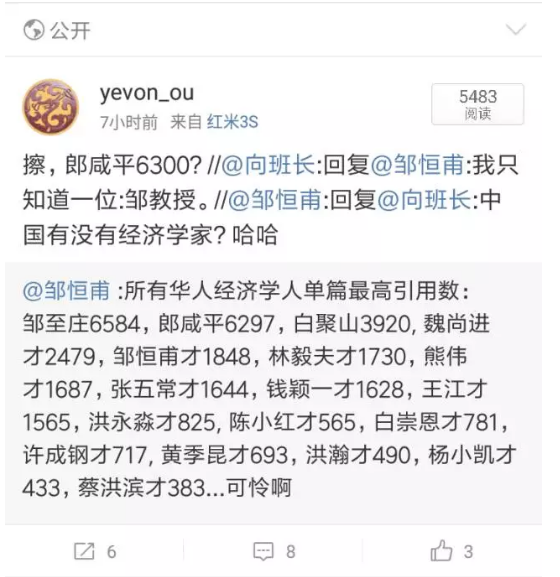 公开
yevon_ou
7小时前 来自 红米3S
5483
阅读
擦，郎咸平6300？//@向班长:回复@邹恒甫:我只
知道一位:邹教授。//@邹恒甫:回复@向班长:中
国有没有经济学家？哈哈
@邹恒甫 :所有华人经济学人单篇最高引用数：
邹至庄6584，郎咸平6297，白聚山3920, 魏尚进
才2479，邹恒甫才1848，林毅夫才1730，熊伟
才1687，张五常才1644，钱颖一才1628，王江才
1565，洪永淼才825, 陈小红才565，白崇恩才781，
许成钢才717, 黄季昆才693，洪瀚才490，杨小凯才
433，蔡洪滨才383...可怜啊
6
8
3